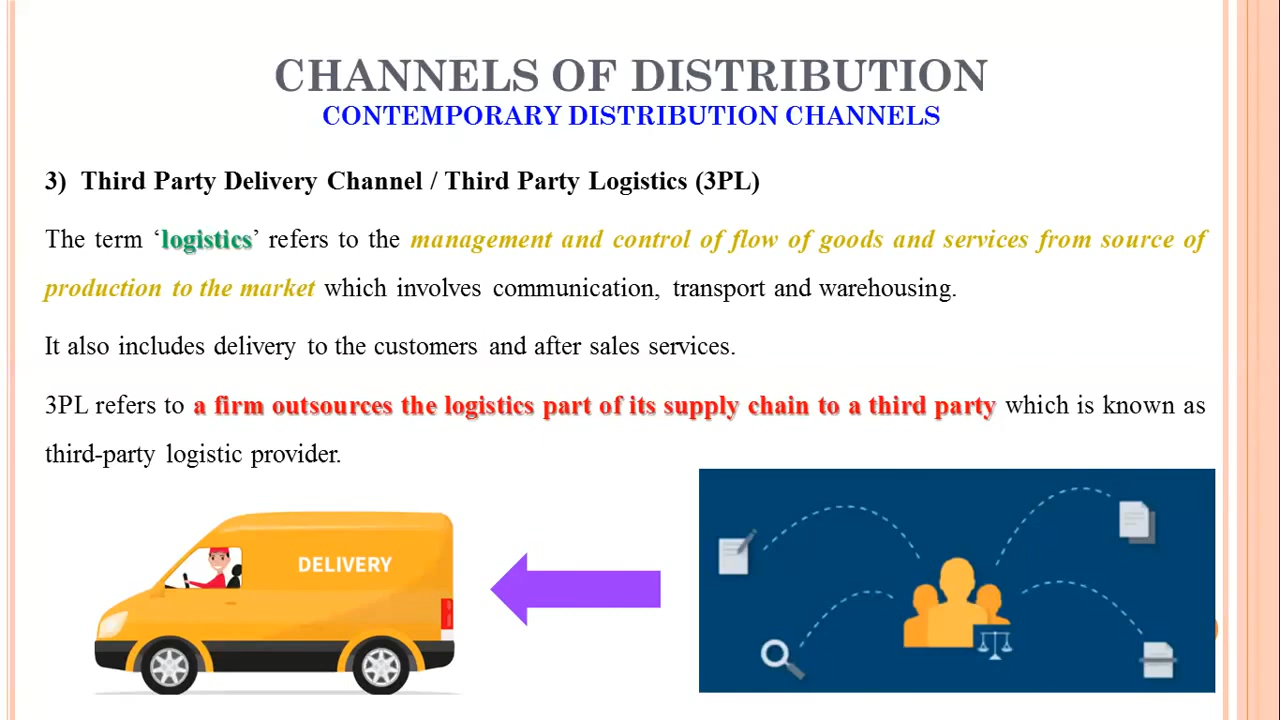 CHANNELS OF DISTRIBUTION
CONTEMPORARY DISTRIBUTION CHANNELS
3) Third Party Delivery Channel / Third Party Logistics (3PL)
The term ‘logistics’ refers to the management and control of flow of goods and services from source of
production to the market which involves communication, transport and warehousing.
It also includes delivery to the customers and after sales services.
3PL refers to a firm outsources the logistics part of its supply chain to a third party which is known as
third-party logistic provider.
DELIVERY